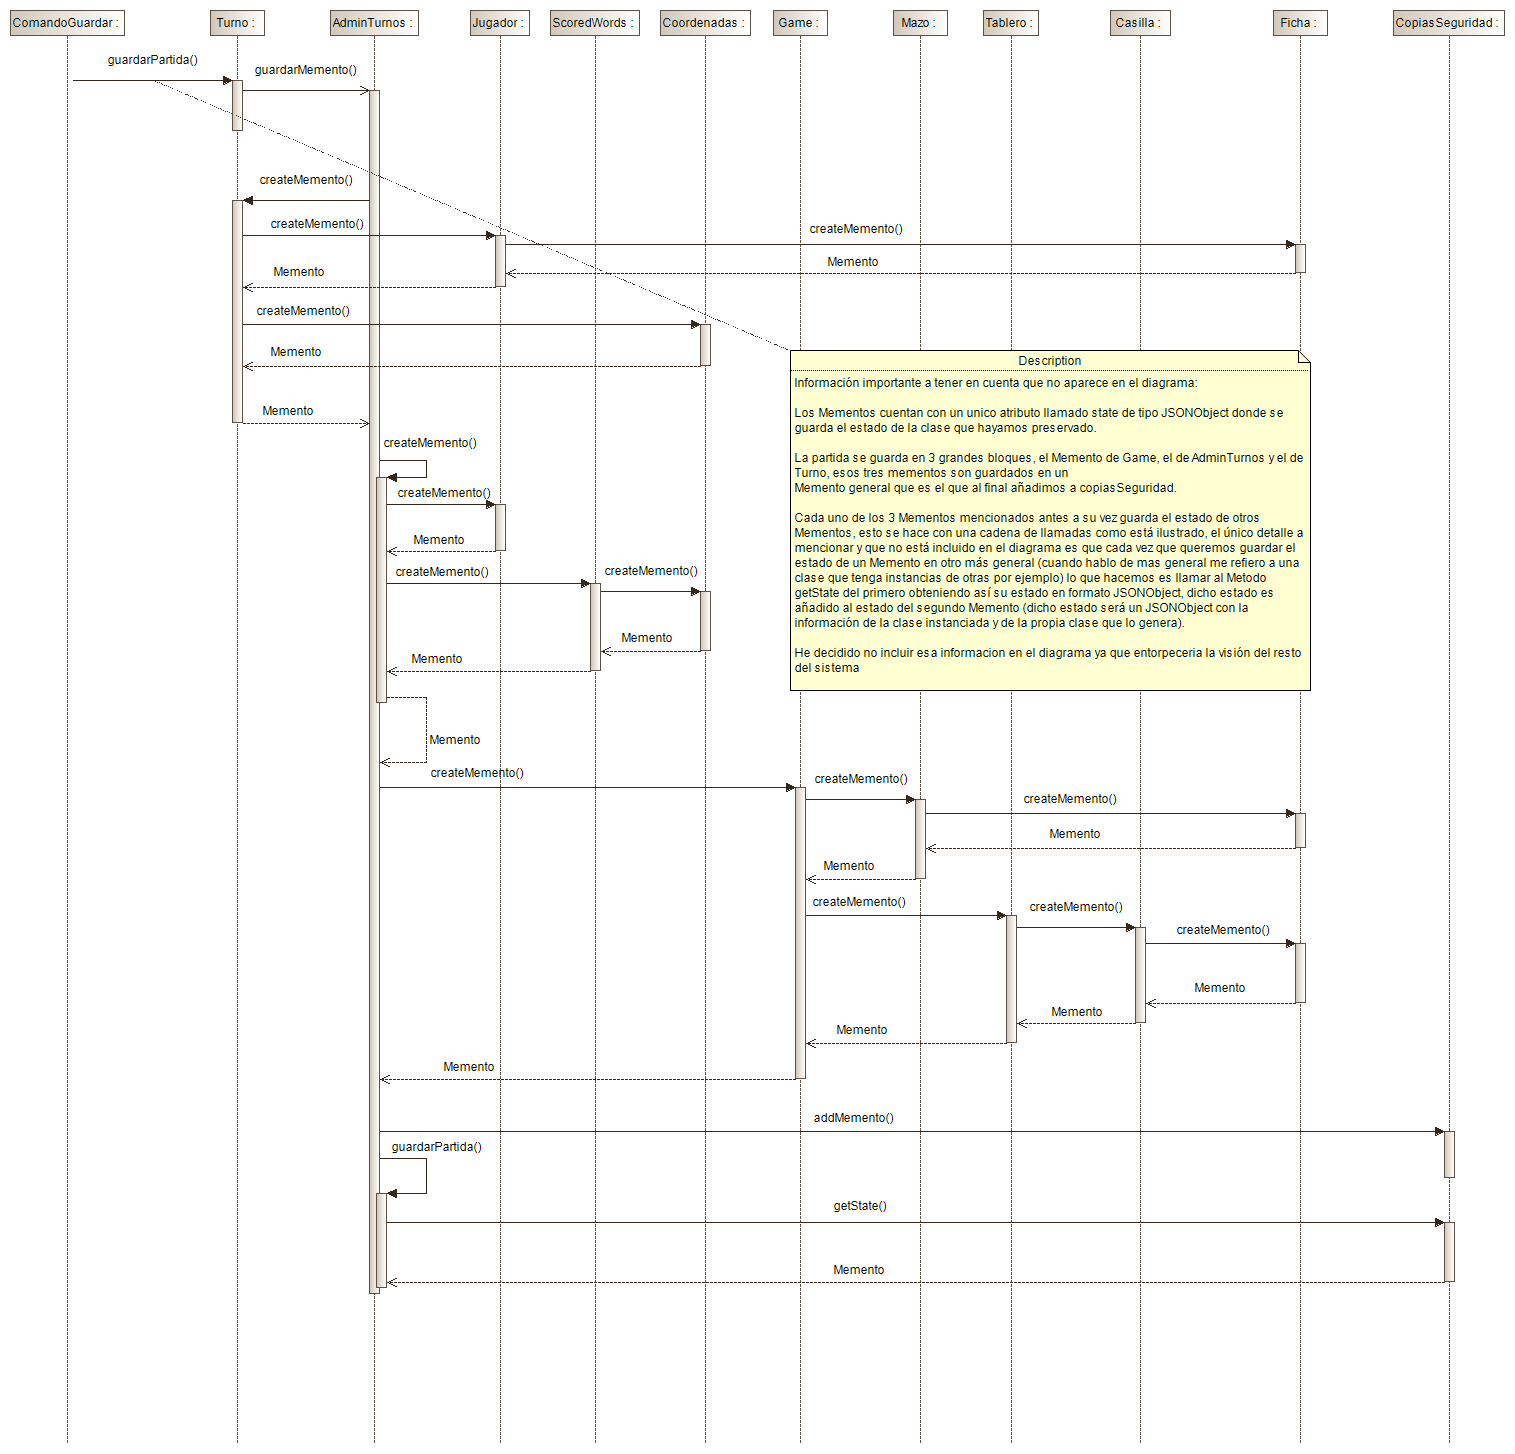 ComandoGuardar :
Turno :
AdminTurnos :
Jugador :
ScoredWords :
Coordenadas :
Game :
Mazo :
Tablero :
Casilla :
Ficha :
CopiasSeguridad :
guardarPartida()
guardarMemento()
createMemento()
createMemento()
createMemento()
Memento
Memento
createMemento()
Memento
Memento
Description
Información importante a tener en cuenta que no aparece en el diagrama:
Los Mementos cuentan con un unico atributo llamado state de tipo JSONObject donde se
guarda el estado de la clase que hayamos preservado.
La partida se guarda en 3 grandes bloques, el Memento de Game, el de AdminTurnos y el de
Turno, esos tres mementos son guardados en un
Memento general que es el que al final añadimos a copiasSeguridad.
Cada uno de los 3 Mementos mencionados antes a su vez guarda el estado de otros
Mementos, esto se hace con una cadena de llamadas como está ilustrado, el único detalle a
mencionar y que no está incluido en el diagrama es que cada vez que queremos guardar el
estado de un Memento en otro más general (cuando hablo de mas general me refiero a una
clase que tenga instancias de otras por ejemplo) lo que hacemos es llamar al Metodo
getState del primero obteniendo así su estado en formato JSONObject, dicho estado es
añadido al estado del segundo Memento (dicho estado será un JSONObject con la
información de la clase instanciada y de la propia clase que lo genera).
He decidido no incluir esa informacion en el diagrama ya que entorpeceria la visión del resto
del sistema
createMemento()
createMemento()
Memento
createMemento()
createMemento()
Memento
Memento
Memento
createMemento()
createMemento()
createMemento()
Memento
Memento
createMemento()
createMemento()
createMemento()
Memento
Memento
Memento
Memento
addMemento()
guardarPartida()
getState()
Memento